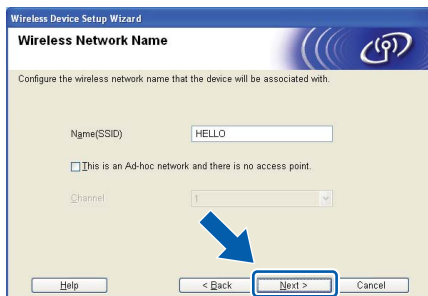 Wireless Device Setup Wizard
Wireless Network Name
Configure the wireless network name that the device will be associated with.
Name(SSID) HELLO
This is an Ad-hoc network and there is no access point.
Channel 1
Help < Back Next > Cancel